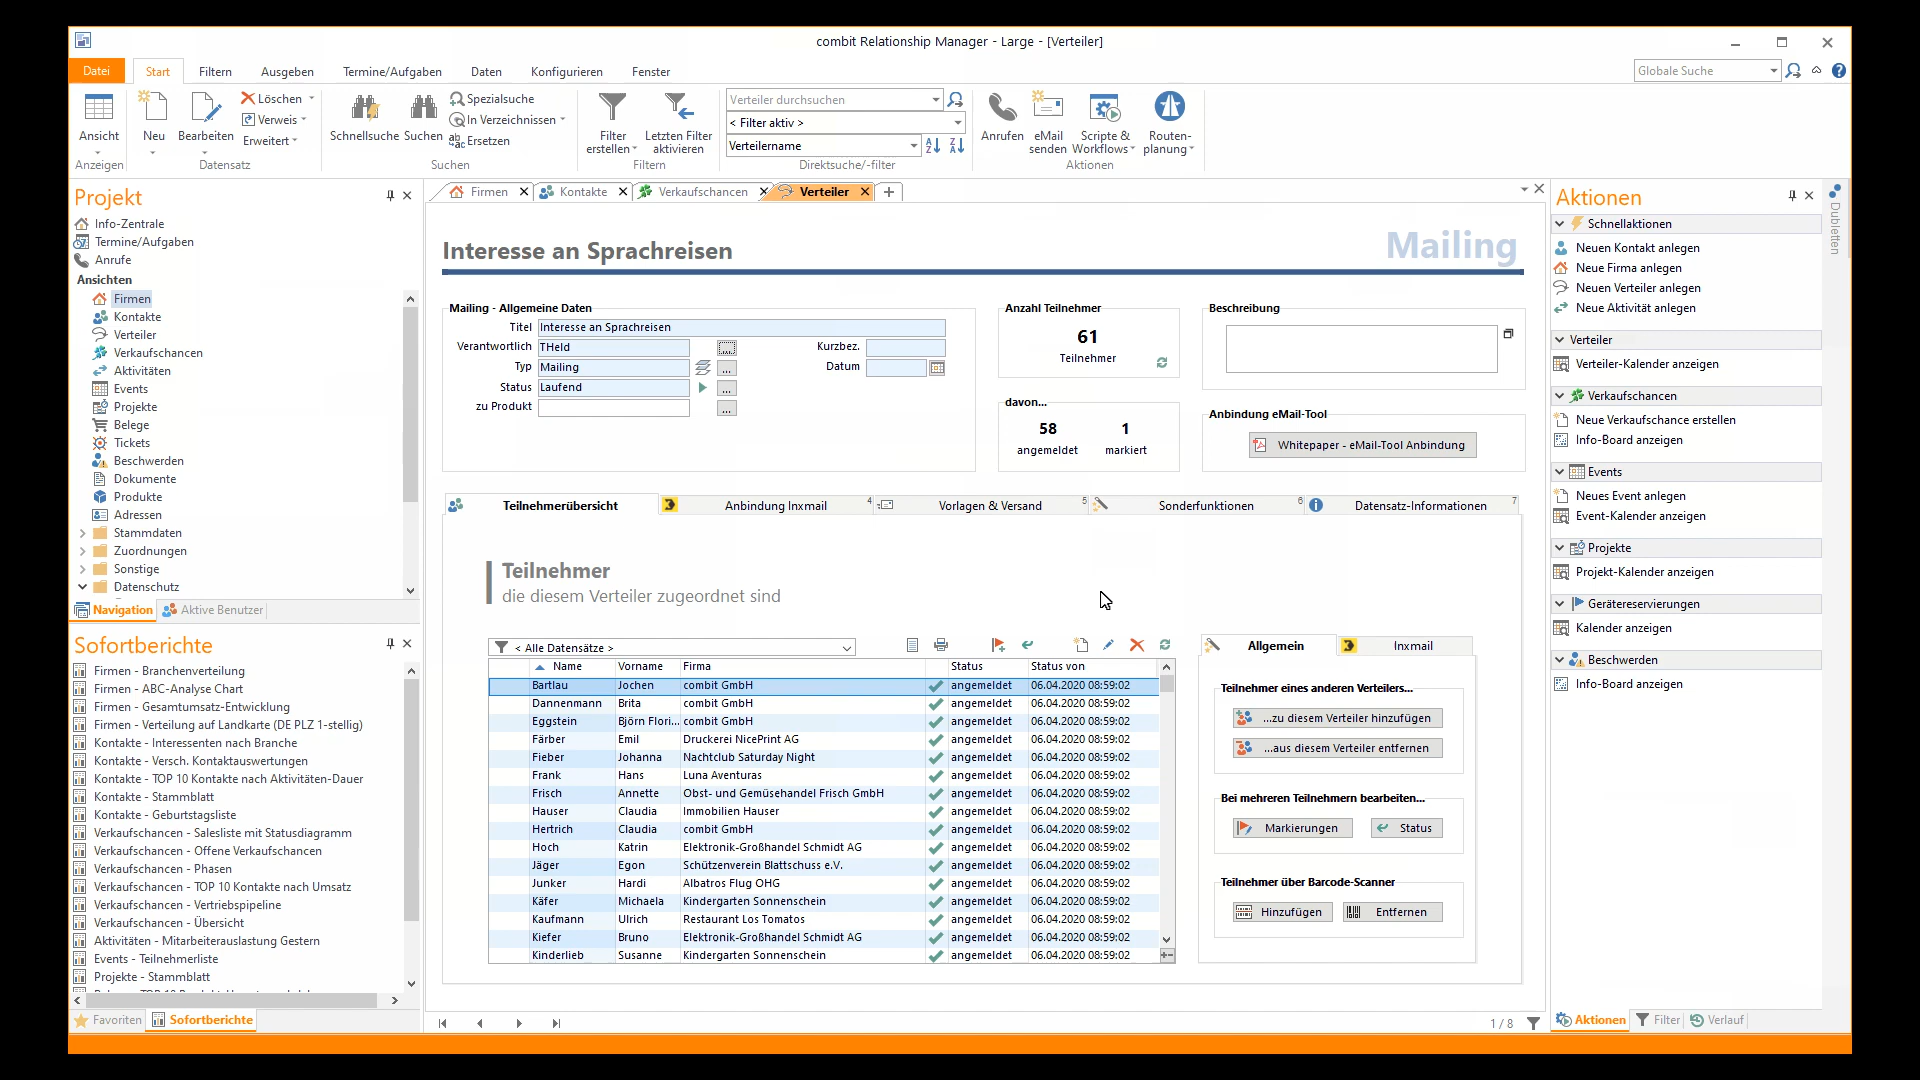 combit Relationship Manager - Large - [Verteiler]
Datei Start Filtern Ausgeben Termine/Aufgaben Daten Konfigurieren Fenster Globale Suche
Ansicht Neu Bearbeiten Löschen Verweis Erweitert
Anzeigen Datensatz
Schnellsuche Suchen Spezialsuche In Verzeichnissen Ersetzen
Suchen
Filter erstellen Letzten Filter aktivieren
Filtern
Verteiler durchsuchen
< Filter aktiv >
Verteilername
Direktsuche/-filter
Anrufen eMail senden Scripte & Workflows Routen-planung
Aktionen
Projekt
Info-Zentrale
Termine/Aufgaben
Anrufe
Ansichten
Firmen
Kontakte
Verteiler
Verkaufschancen
Aktivitäten
Events
Projekte
Belege
Tickets
Beschwerden
Dokumente
Produkte
Adressen
Stammdaten
Zuordnungen
Sonstige
Datenschutz
Navigation Aktive Benutzer
Sofortberichte
Firmen - Branchenverteilung
Firmen - ABC-Analyse Chart
Firmen - Gesamtumsatz-Entwicklung
Firmen - Verteilung auf Landkarte (DE PLZ 1-stellig)
Kontakte - Interessenten nach Branche
Kontakte - Versch. Kontaktauswertungen
Kontakte - TOP 10 Kontakte nach Aktivitäten-Dauer
Kontakte - Stammblatt
Kontakte - Geburtstagsliste
Verkaufschancen - Salesliste mit Statusdiagramm
Verkaufschancen - Offene Verkaufschancen
Verkaufschancen - Phasen
Verkaufschancen - TOP 10 Kontakte nach Umsatz
Verkaufschancen - Vertriebspipeline
Verkaufschancen - Übersicht
Aktivitäten - Mitarbeiterauslastung Gestern
Events - Teilnehmerliste
Projekte - Stammblatt
Favoriten Sofortberichte
Firmen Kontakte Verkaufschancen Verteiler
Interesse an Sprachreisen Mailing
Mailing - Allgemeine Daten
Titel Interesse an Sprachreisen
Verantwortlich THeld ... Kurzbez.
Typ Mailing ... Datum
Status Laufend ...
zu Produkt ...
Anzahl Teilnehmer
61
Teilnehmer
davon...
58 1
angemeldet markiert
Beschreibung
Anbindung eMail-Tool
Whitepaper - eMail-Tool Anbindung
Teilnehmerübersicht Anbindung Inxmail 4 Vorlagen & Versand 5 Sonderfunktionen 6 Datensatz-Informationen 7
Teilnehmer
die diesem Verteiler zugeordnet sind
< Alle Datensätze >
Name Vorname Firma Status Status von
Bartlau Jochen combit GmbH angemeldet 06.04.2020 08:59:02
Dannenmann Brita combit GmbH angemeldet 06.04.2020 08:59:02
Eggstein Björn Flori... combit GmbH angemeldet 06.04.2020 08:59:02
Färber Emil Druckerei NicePrint AG angemeldet 06.04.2020 08:59:02
Fieber Johanna Nachtclub Saturday Night angemeldet 06.04.2020 08:59:02
Frank Hans Luna Aventuras angemeldet 06.04.2020 08:59:02
Frisch Annette Obst- und Gemüsehandel Frisch GmbH angemeldet 06.04.2020 08:59:02
Hauser Claudia Immobilien Hauser angemeldet 06.04.2020 08:59:02
Hertrich Claudia combit GmbH angemeldet 06.04.2020 08:59:02
Hoch Katrin Elektronik-Großhandel Schmidt AG angemeldet 06.04.2020 08:59:02
Jäger Egon Schützenverein Blattschuss e.V. angemeldet 06.04.2020 08:59:02
Junker Hardi Albatros Flug OHG angemeldet 06.04.2020 08:59:02
Käfer Michaela Kindergarten Sonnenschein angemeldet 06.04.2020 08:59:02
Kaufmann Ulrich Restaurant Los Tomatos angemeldet 06.04.2020 08:59:02
Kiefer Bruno Elektronik-Großhandel Schmidt AG angemeldet 06.04.2020 08:59:02
Kinderlieb Susanne Kindergarten Sonnenschein angemeldet 06.04.2020 08:59:02
Allgemein Inxmail
Teilnehmer eines anderen Verteilers...
...zu diesem Verteiler hinzufügen
...aus diesem Verteiler entfernen
Bei mehreren Teilnehmern bearbeiten...
Markierungen Status
Teilnehmer über Barcode-Scanner
Hinzufügen Entfernen
1 / 8
Aktionen
Schnellaktionen
Neuen Kontakt anlegen
Neue Firma anlegen
Neuen Verteiler anlegen
Neue Aktivität anlegen
Verteiler
Verteiler-Kalender anzeigen
Verkaufschancen
Neue Verkaufschance erstellen
Info-Board anzeigen
Events
Neues Event anlegen
Event-Kalender anzeigen
Projekte
Projekt-Kalender anzeigen
Gerätereservierungen
Kalender anzeigen
Beschwerden
Info-Board anzeigen
Aktionen Filter Verlauf
Dubletten